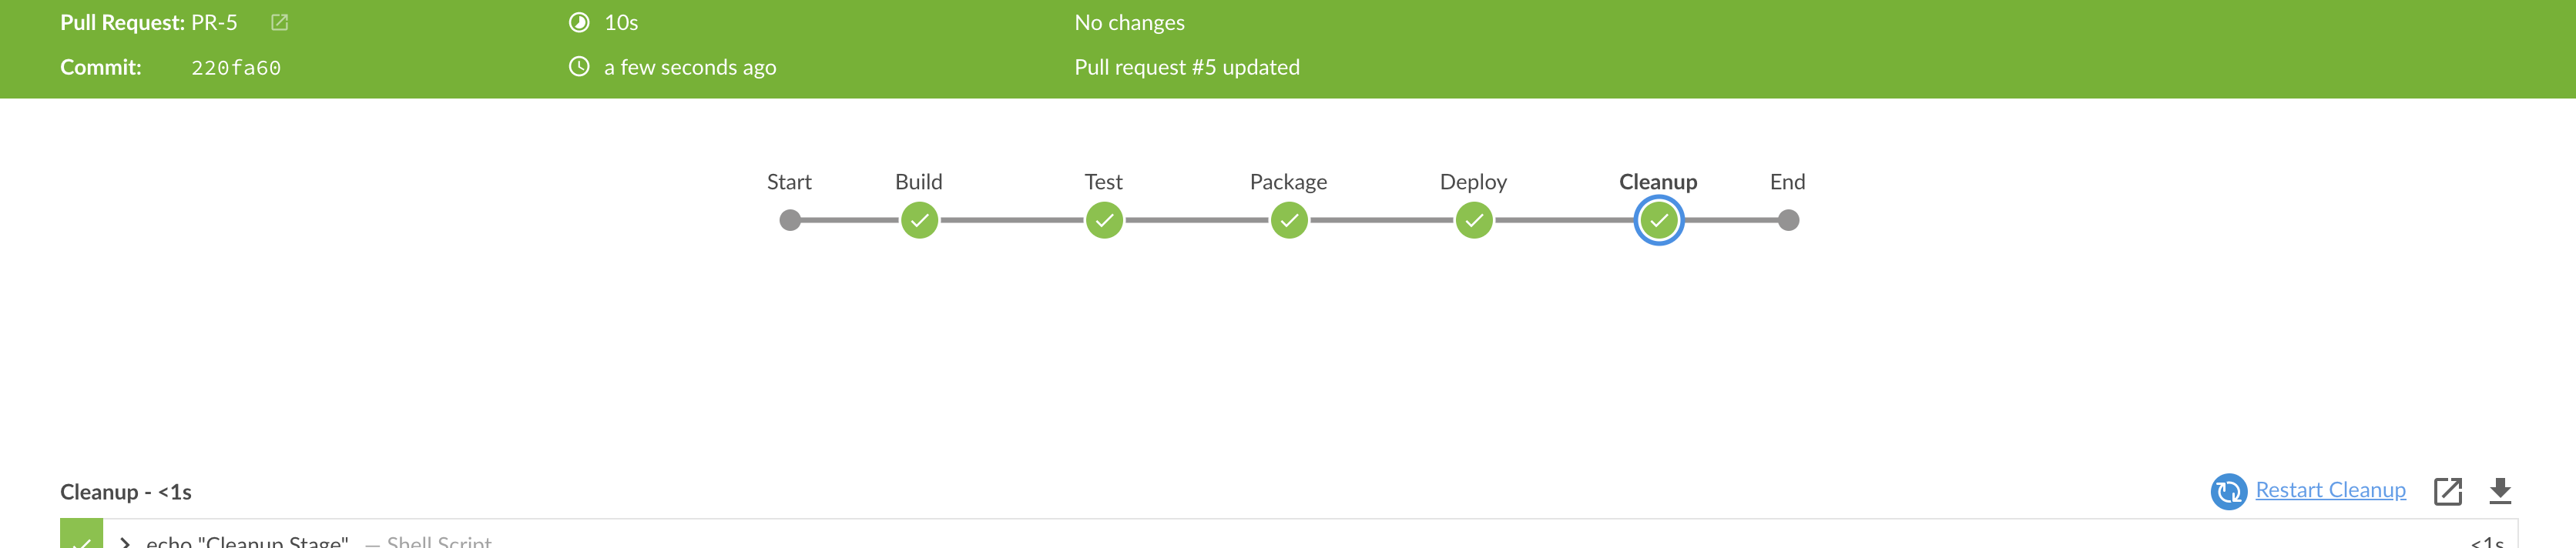 Pull Request: PR-5
10s
No changes
Commit: 220fa60
a few seconds ago
Pull request #5 updated
Start Build Test Package Deploy Cleanup End
Cleanup - <1s
Restart Cleanup
echo "Cleanup Stage" — Shell Script
<1s